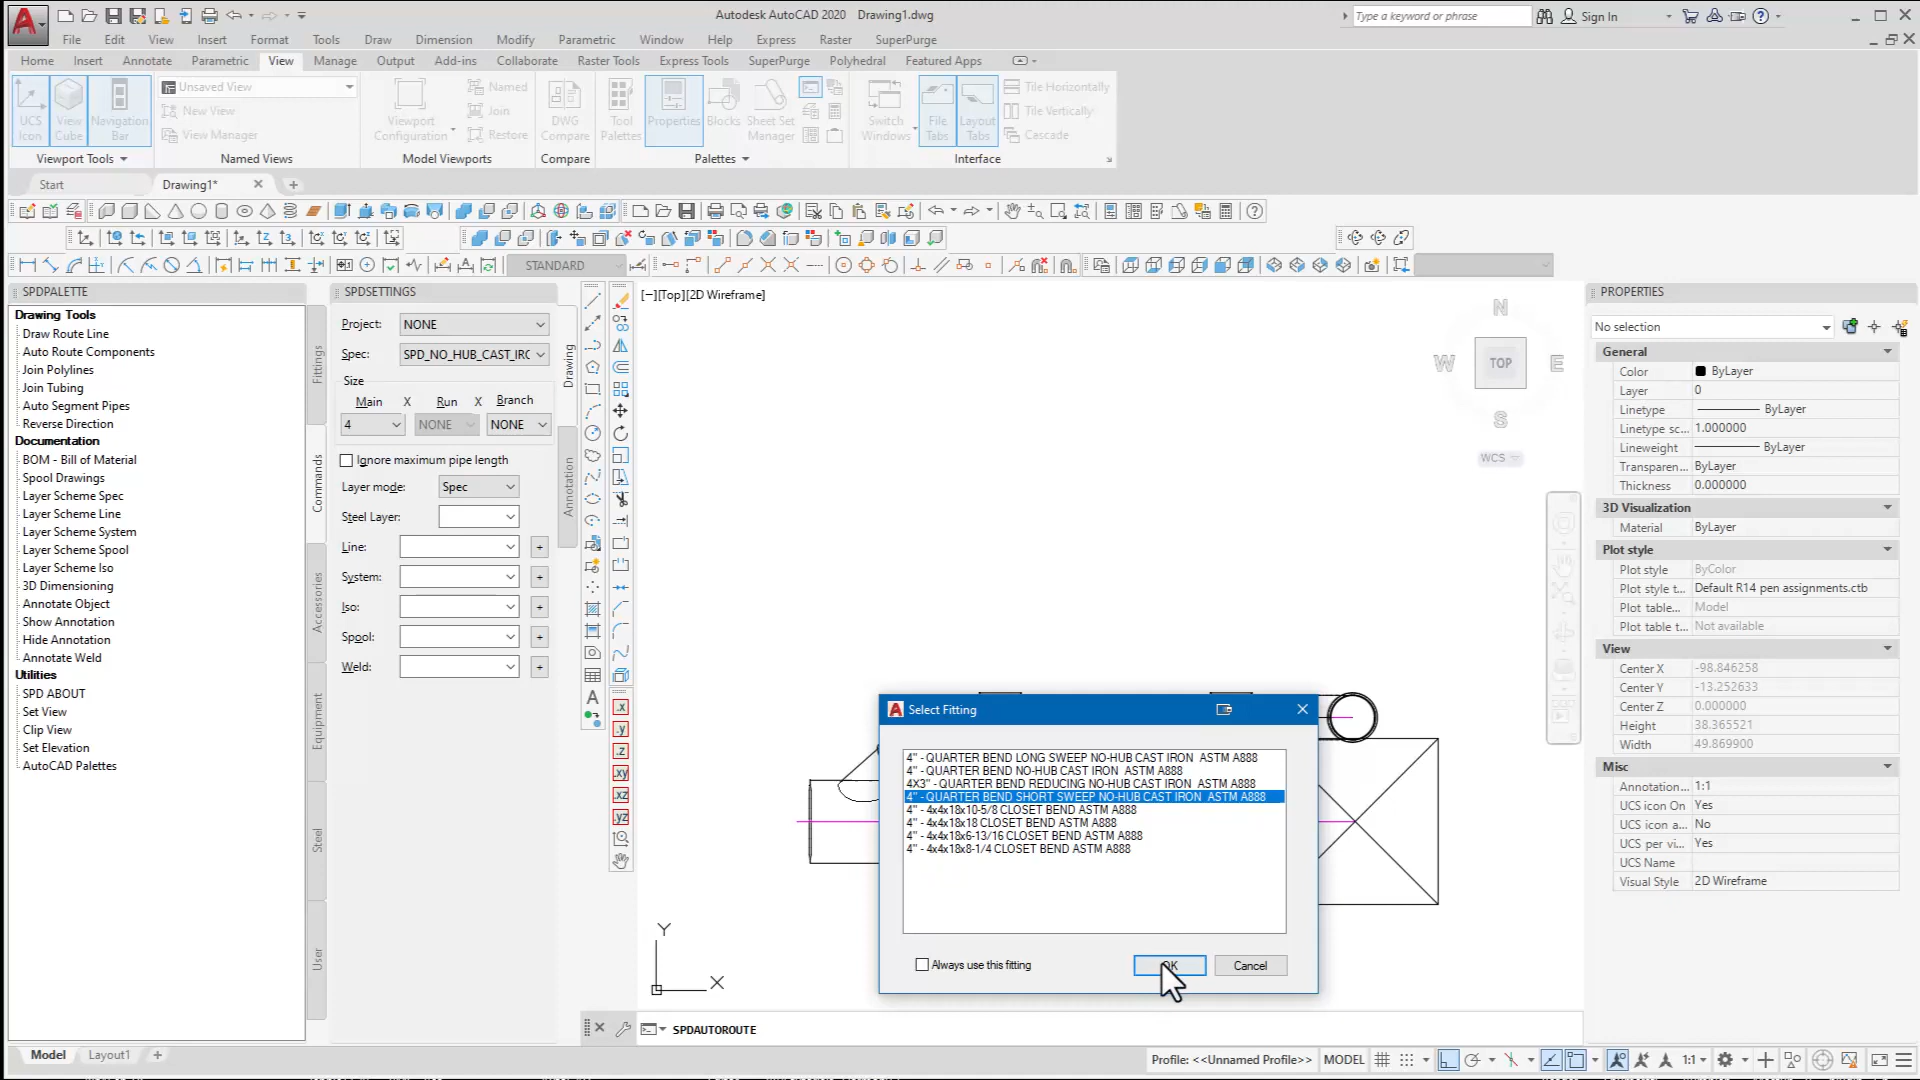 Autodesk AutoCAD 2020 Drawing1.dwg
Type a keyword or phrase
Sign In
File Edit View Insert Format Tools Draw Dimension Modify Parametric Window Help Express Raster SuperPurge
Home Insert Annotate Parametric View Manage Output Add-ins Collaborate Raster Tools Express Tools SuperPurge Polyhedral Featured Apps
UCS Icon
View Cube
Navigation Bar
Viewport Tools
Unsaved View
New View
View Manager
Named Views
Viewport Configuration
Named
Join
Restore
Model Viewports
DWG Compare
Compare
Tool Palettes
Properties
Blocks
Sheet Set Manager
Palettes
Switch Windows
File Tabs
Layout Tabs
Tile Horizontally
Tile Vertically
Cascade
Interface
Start
Drawing1*
STANDARD
SPDPALETTE
Drawing Tools
Draw Route Line
Auto Route Components
Join Polylines
Join Tubing
Auto Segment Pipes
Reverse Direction
Documentation
BOM - Bill of Material
Spool Drawings
Layer Scheme Spec
Layer Scheme Line
Layer Scheme System
Layer Scheme Spool
Layer Scheme Iso
3D Dimensioning
Annotate Object
Show Annotation
Hide Annotation
Annotate Weld
Utilities
SPD ABOUT
Set View
Clip View
Set Elevation
AutoCAD Palettes
Fittings
Commands
Accessories
Equipment
Steel
User
SPDSETTINGS
Project: NONE
Spec: SPD_NO_HUB_CAST_IRC
Size
Main X Run X Branch
4 NONE NONE
Ignore maximum pipe length
Layer mode: Spec
Steel Layer:
Line:
System:
Iso:
Spool:
Weld:
Drawing
Annotation
[−][Top][2D Wireframe]
N
W TOP E
S
WCS
Select Fitting
4" - QUARTER BEND LONG SWEEP NO-HUB CAST IRON ASTM A888
4" - QUARTER BEND NO-HUB CAST IRON ASTM A888
4X3" - QUARTER BEND REDUCING NO-HUB CAST IRON ASTM A888
4" - QUARTER BEND SHORT SWEEP NO-HUB CAST IRON ASTM A888
4" - 4x4x18x10-5/8 CLOSET BEND ASTM A888
4" - 4x4x18x18 CLOSET BEND ASTM A888
4" - 4x4x18x6-13/16 CLOSET BEND ASTM A888
4" - 4x4x18x8-1/4 CLOSET BEND ASTM A888
Always use this fitting
OK
Cancel
Y
X
SPDAUTOROUTE
PROPERTIES
No selection
General
Color ByLayer
Layer 0
Linetype ByLayer
Linetype sc... 1.000000
Lineweight ByLayer
Transparen... ByLayer
Thickness 0.000000
3D Visualization
Material ByLayer
Plot style
Plot style ByColor
Plot style t... Default R14 pen assignments.ctb
Plot table... Model
Plot table t... Not available
View
Center X -98.846258
Center Y -13.252633
Center Z 0.000000
Height 38.365521
Width 49.869900
Misc
Annotation... 1:1
UCS icon On Yes
UCS icon a... No
UCS per vi... Yes
UCS Name
Visual Style 2D Wireframe
Model Layout1
Profile: <<Unnamed Profile>> MODEL 1:1
.x
.y
.z
.xy
.xz
.yz